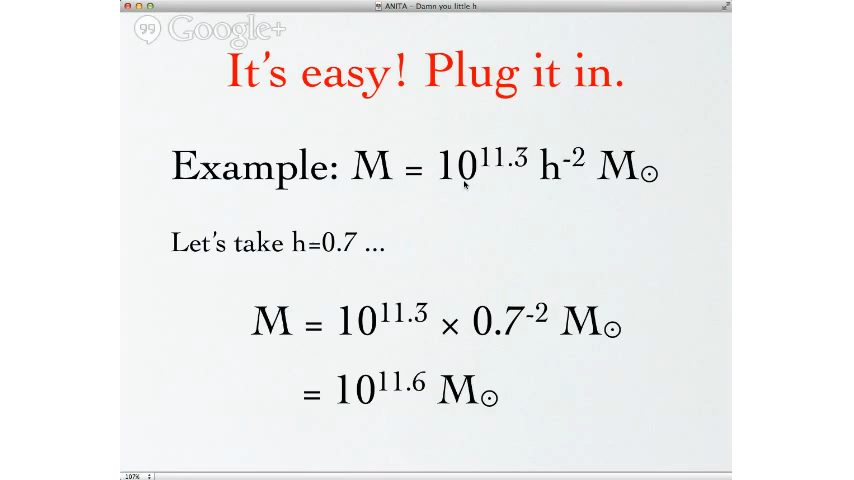 ANITA – Damn you little h
Google+
It's easy! Plug it in.
Example: M = 10^11.3 h^-2 M☉
Let's take h=0.7 ...
M = 10^11.3 × 0.7^-2 M☉
= 10^11.6 M☉
107%